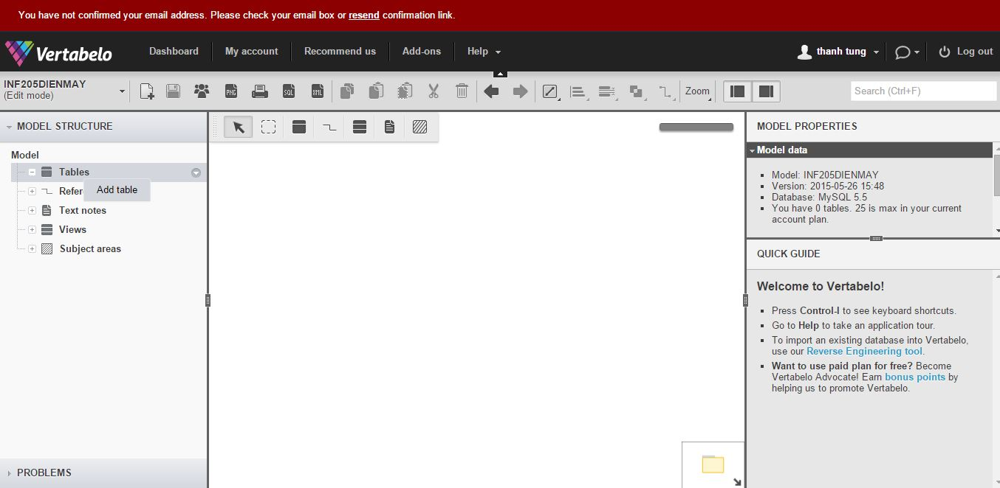 You have not confirmed your email address. Please check your email box or resend confirmation link.
Vertabelo
Dashboard
My account
Recommend us
Add-ons
Help
thanh tung
Log out
INF205DIENMAY
(Edit mode)
PNG
SQL
XML
Zoom
Search (Ctrl+F)
MODEL STRUCTURE
Model
Tables
Refer
Add table
Text notes
Views
Subject areas
PROBLEMS
MODEL PROPERTIES
Model data
Model: INF205DIENMAY
Version: 2015-05-26 15:48
Database: MySQL 5.5
You have 0 tables. 25 is max in your current
account plan.
QUICK GUIDE
Welcome to Vertabelo!
Press Control-I to see keyboard shortcuts.
Go to Help to take an application tour.
To import an existing database into Vertabelo,
use our Reverse Engineering tool.
Want to use paid plan for free? Become
Vertabelo Advocate! Earn bonus points by
helping us to promote Vertabelo.